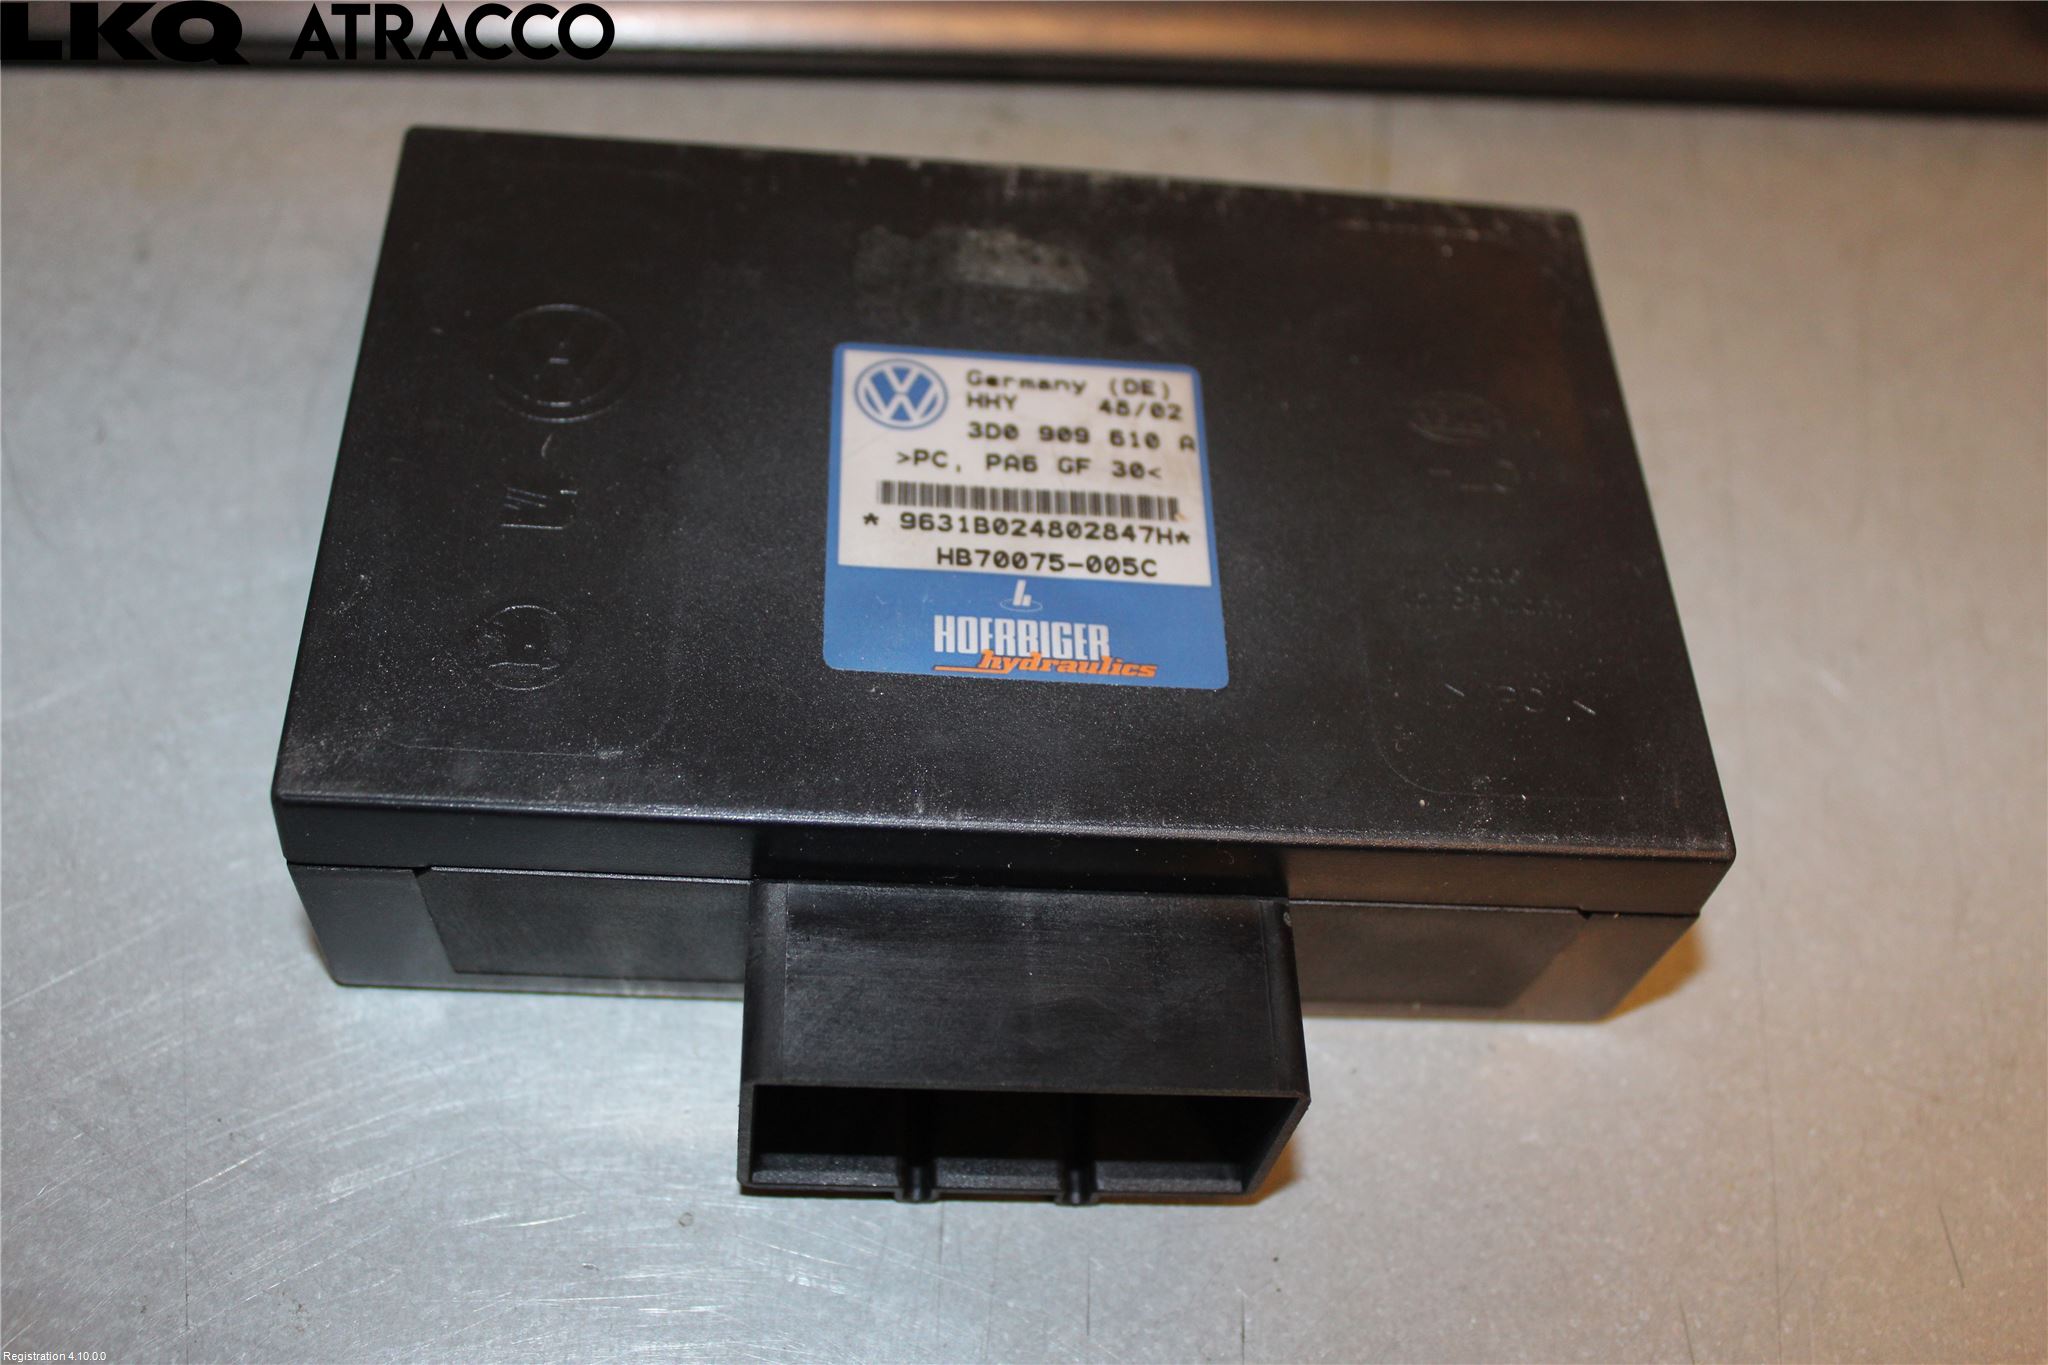 LKQ ATRACCO
Germany (DE)
HHY 48/02
3D0 909 610 A
>PC, PA6 GF 30<
* 9631B024802847H*
HB70075-005C
HOERBIGER
hydraulics
Registration 4.10.0.0